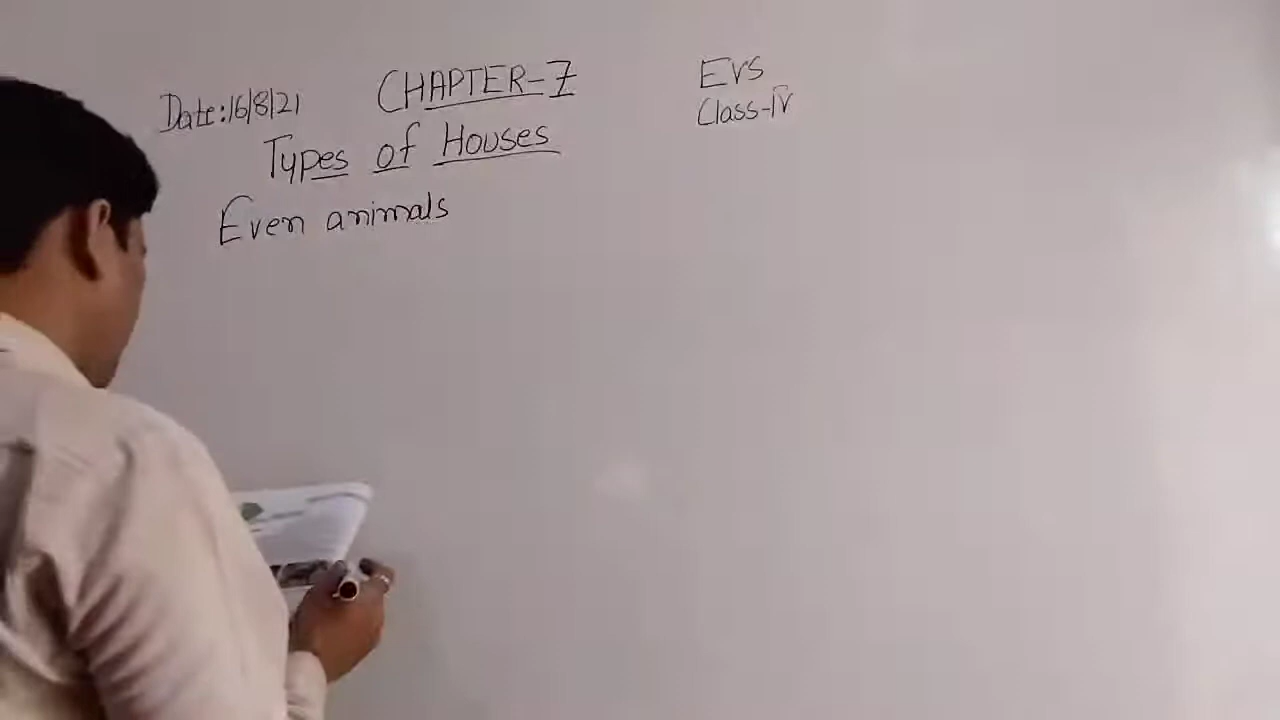 CHAPTER-7
EVS
Date:16/8/21
Class-IV
Types of Houses
Even animals